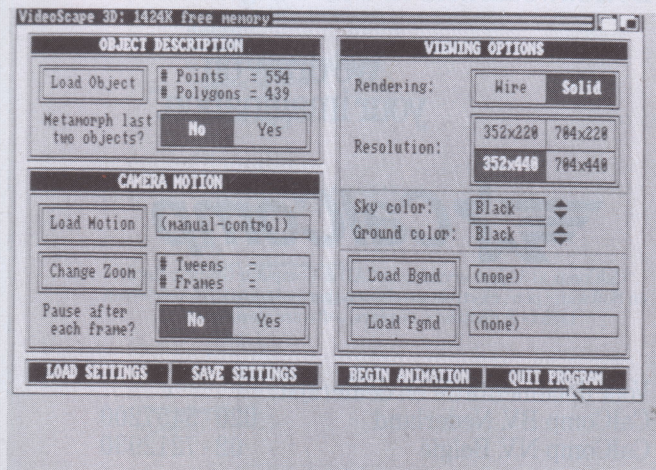 VideoScape 3D: 1424K free memory
OBJECT DESCRIPTION
Load Object
# Points = 554
# Polygons = 439
Metamorph last
two objects?
No
Yes
CAMERA MOTION
Load Motion
(manual-control)
Change Zoom
# Tweens =
# Frames =
Pause after
each frame?
No
Yes
LOAD SETTINGS
SAVE SETTINGS
VIEWING OPTIONS
Rendering:
Wire
Solid
Resolution:
352x220
704x220
352x440
704x440
Sky color:
Black
Ground color:
Black
Load Bgnd
(none)
Load Fgnd
(none)
BEGIN ANIMATION
QUIT PROGRAM